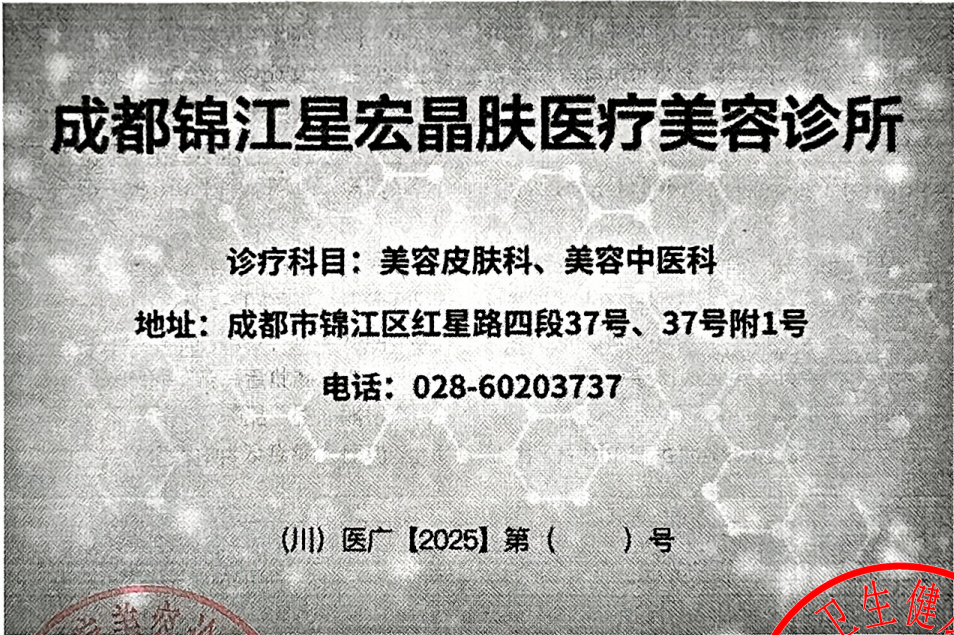 成都锦江星宏晶肤医疗美容诊所
诊疗科目：美容皮肤科、美容中医科
地址：成都市锦江区红星路四段37号、37号附1号
电话：028-60203737
（川）医广【2025】第（　　）号
卫生健